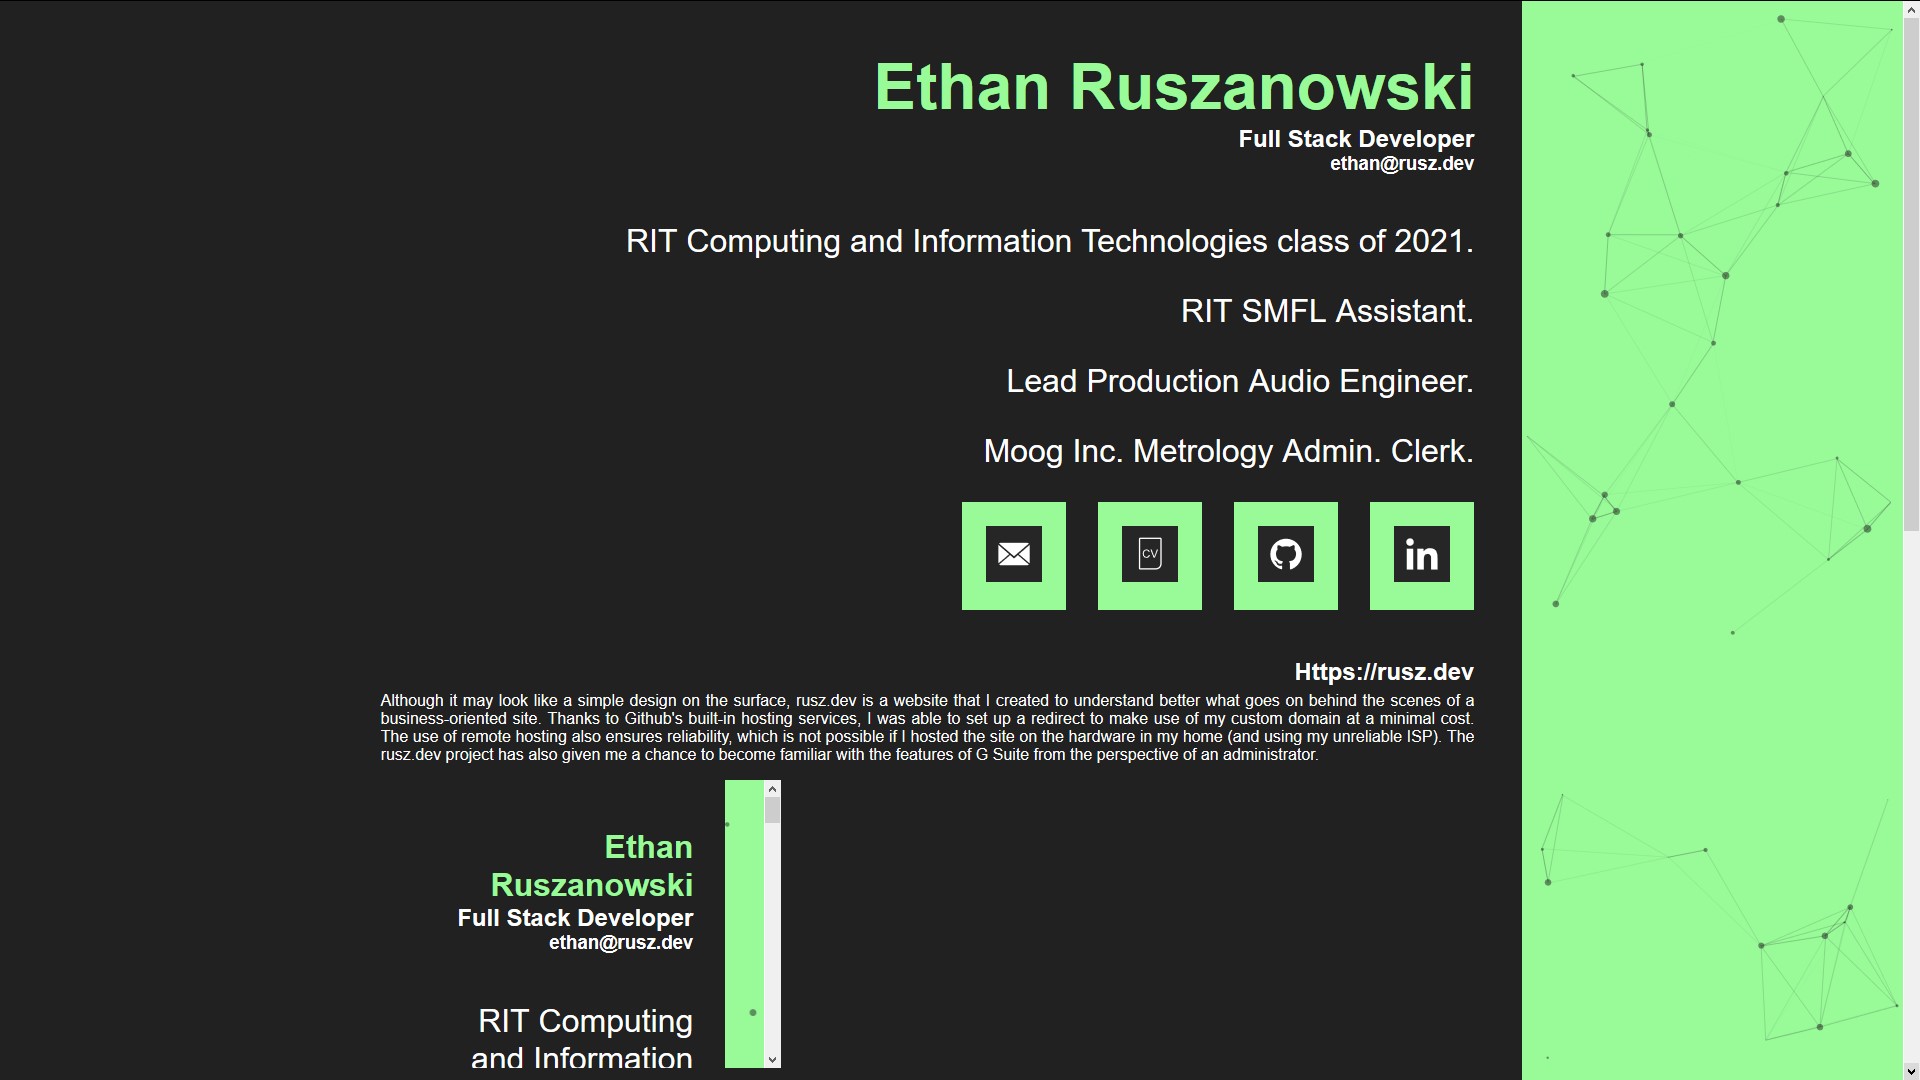 Ethan Ruszanowski
Full Stack Developer
ethan@rusz.dev
RIT Computing and Information Technologies class of 2021.
RIT SMFL Assistant.
Lead Production Audio Engineer.
Moog Inc. Metrology Admin. Clerk.
CV
in
Https://rusz.dev
Although it may look like a simple design on the surface, rusz.dev is a website that I created to understand better what goes on behind the scenes of a
business-oriented site. Thanks to Github's built-in hosting services, I was able to set up a redirect to make use of my custom domain at a minimal cost.
The use of remote hosting also ensures reliability, which is not possible if I hosted the site on the hardware in my home (and using my unreliable ISP). The
rusz.dev project has also given me a chance to become familiar with the features of G Suite from the perspective of an administrator.
Ethan
Ruszanowski
Full Stack Developer
ethan@rusz.dev
RIT Computing
and Information